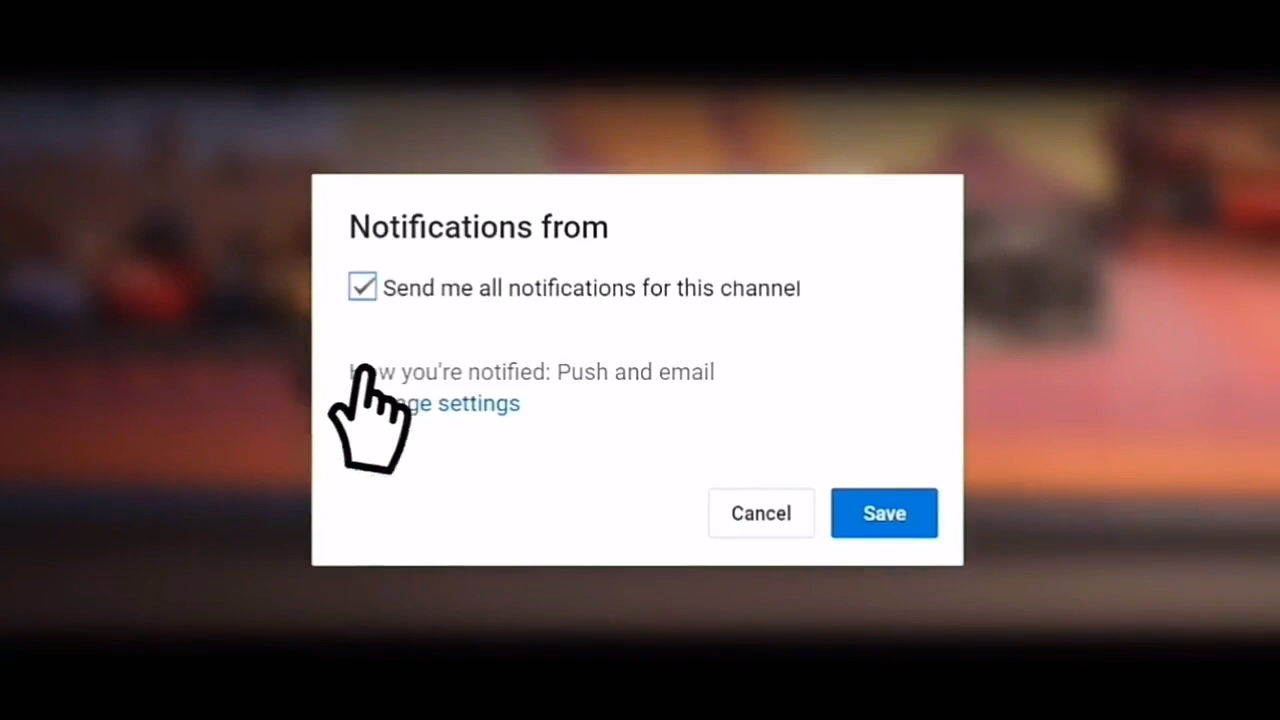 Notifications from
Send me all notifications for this channel
you're notified: Push and email
settings
Cancel
Save